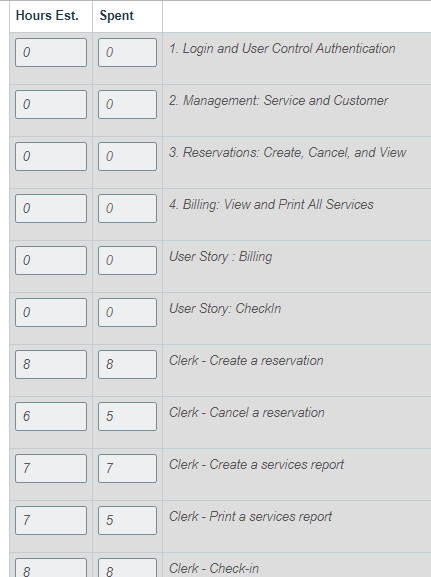 Hours Est. Spent
0 0 1. Login and User Control Authentication
0 0 2. Management: Service and Customer
0 0 3. Reservations: Create, Cancel, and View
0 0 4. Billing: View and Print All Services
0 0 User Story : Billing
0 0 User Story: CheckIn
8 8 Clerk - Create a reservation
6 5 Clerk - Cancel a reservation
7 7 Clerk - Create a services report
7 5 Clerk - Print a services report
8 8 Clerk - Check-in